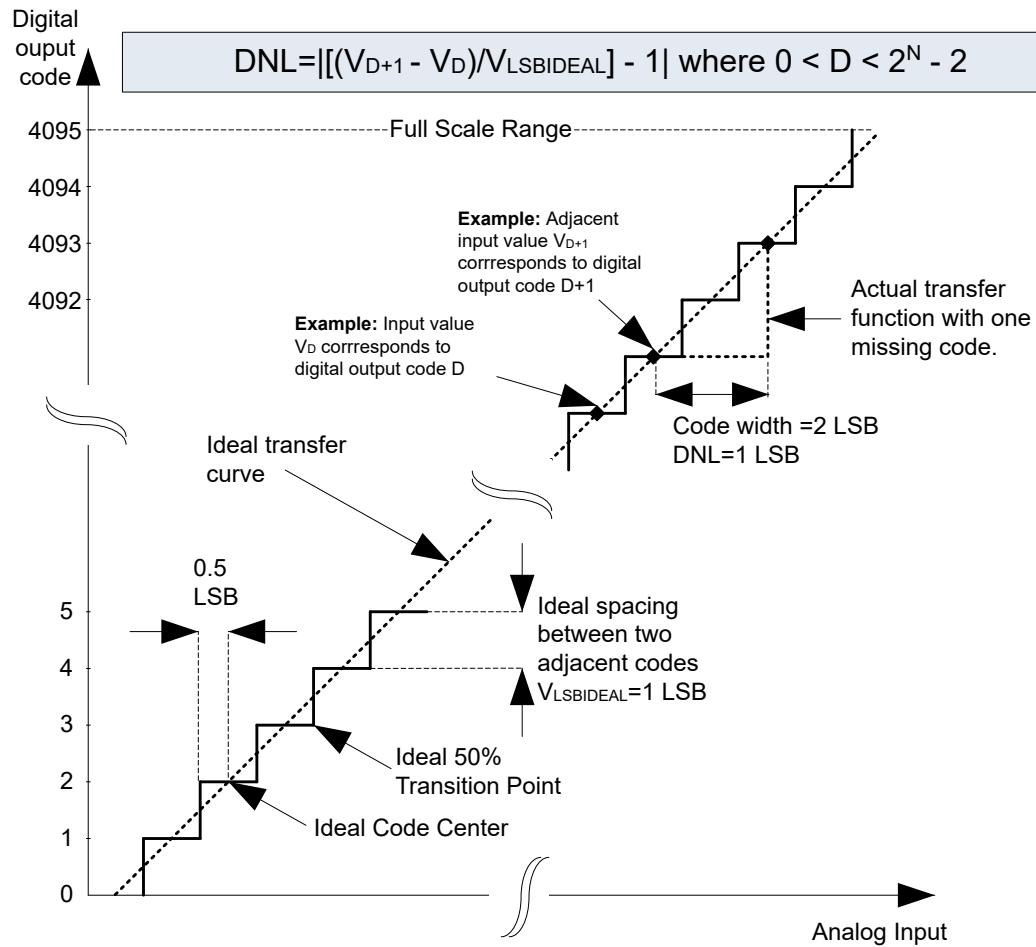 Digital
ouput
code
DNL=|[(VD+1 - VD)/VLSBIDEAL] - 1| where 0 < D < 2^N - 2
4095
Full Scale Range
4094
4093
4092
Example: Adjacent
input value VD+1
corrresponds to digital
output code D+1
Example: Input value
VD corrresponds to
digital output code D
Actual transfer
function with one
missing code.
Code width =2 LSB
DNL=1 LSB
Ideal transfer
curve
0.5
LSB
5
4
3
2
1
0
Ideal spacing
between two
adjacent codes
VLSBIDEAL=1 LSB
Ideal 50%
Transition Point
Ideal Code Center
Analog Input